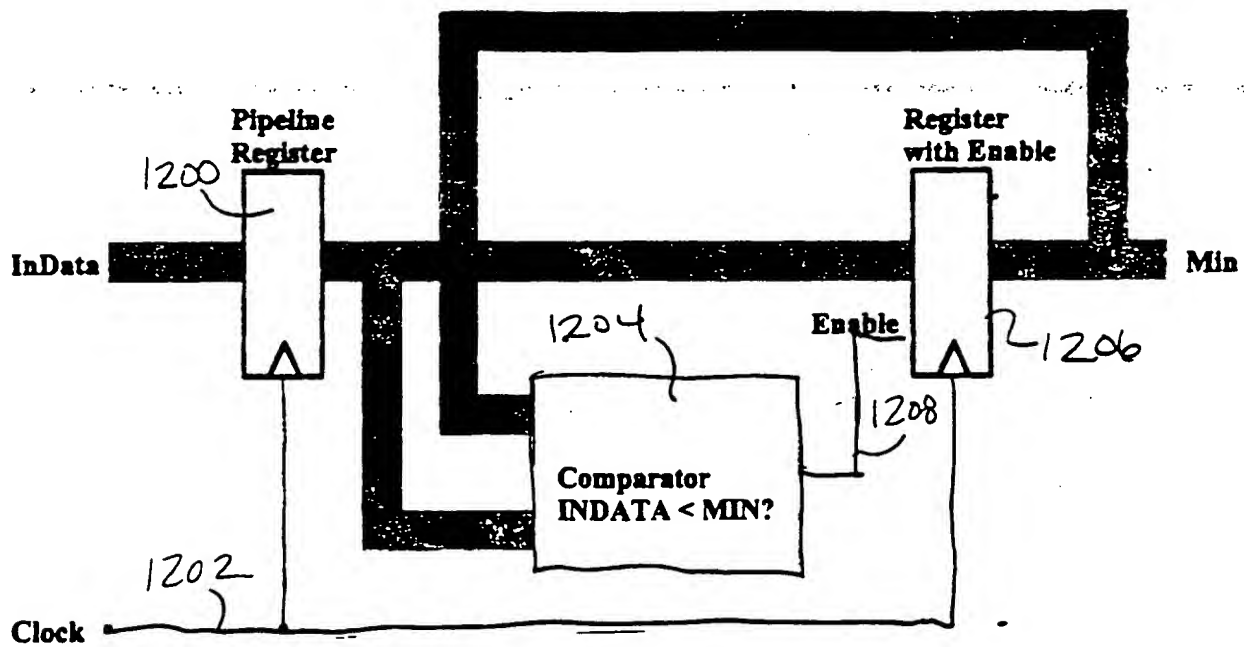 Pipeline
Register
1200
Register
with Enable
InData
Min
1204
Enable
1206
1208
Comparator
INDATA < MIN?
1202
Clock